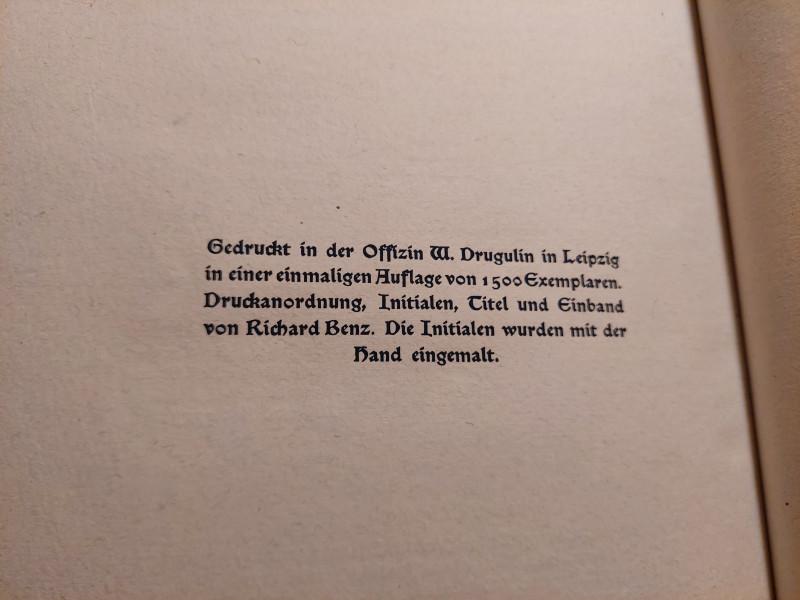 Gedruckt in der Offizin W. Drugulin in Leipzig
in einer einmaligen Auflage von 1500 Exemplaren.
Druckanordnung, Initialen, Titel und Einband
von Richard Benz. Die Initialen wurden mit der
Hand eingemalt.